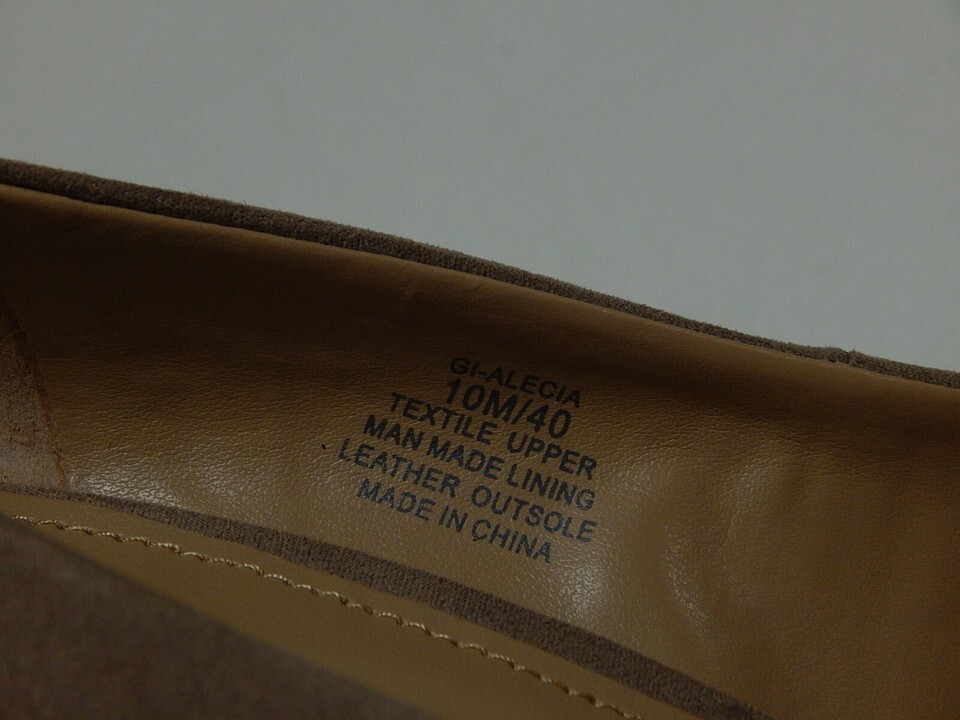 GI-ALECIA
10M/40
TEXTILE UPPER
MAN MADE LINING
LEATHER OUTSOLE
MADE IN CHINA